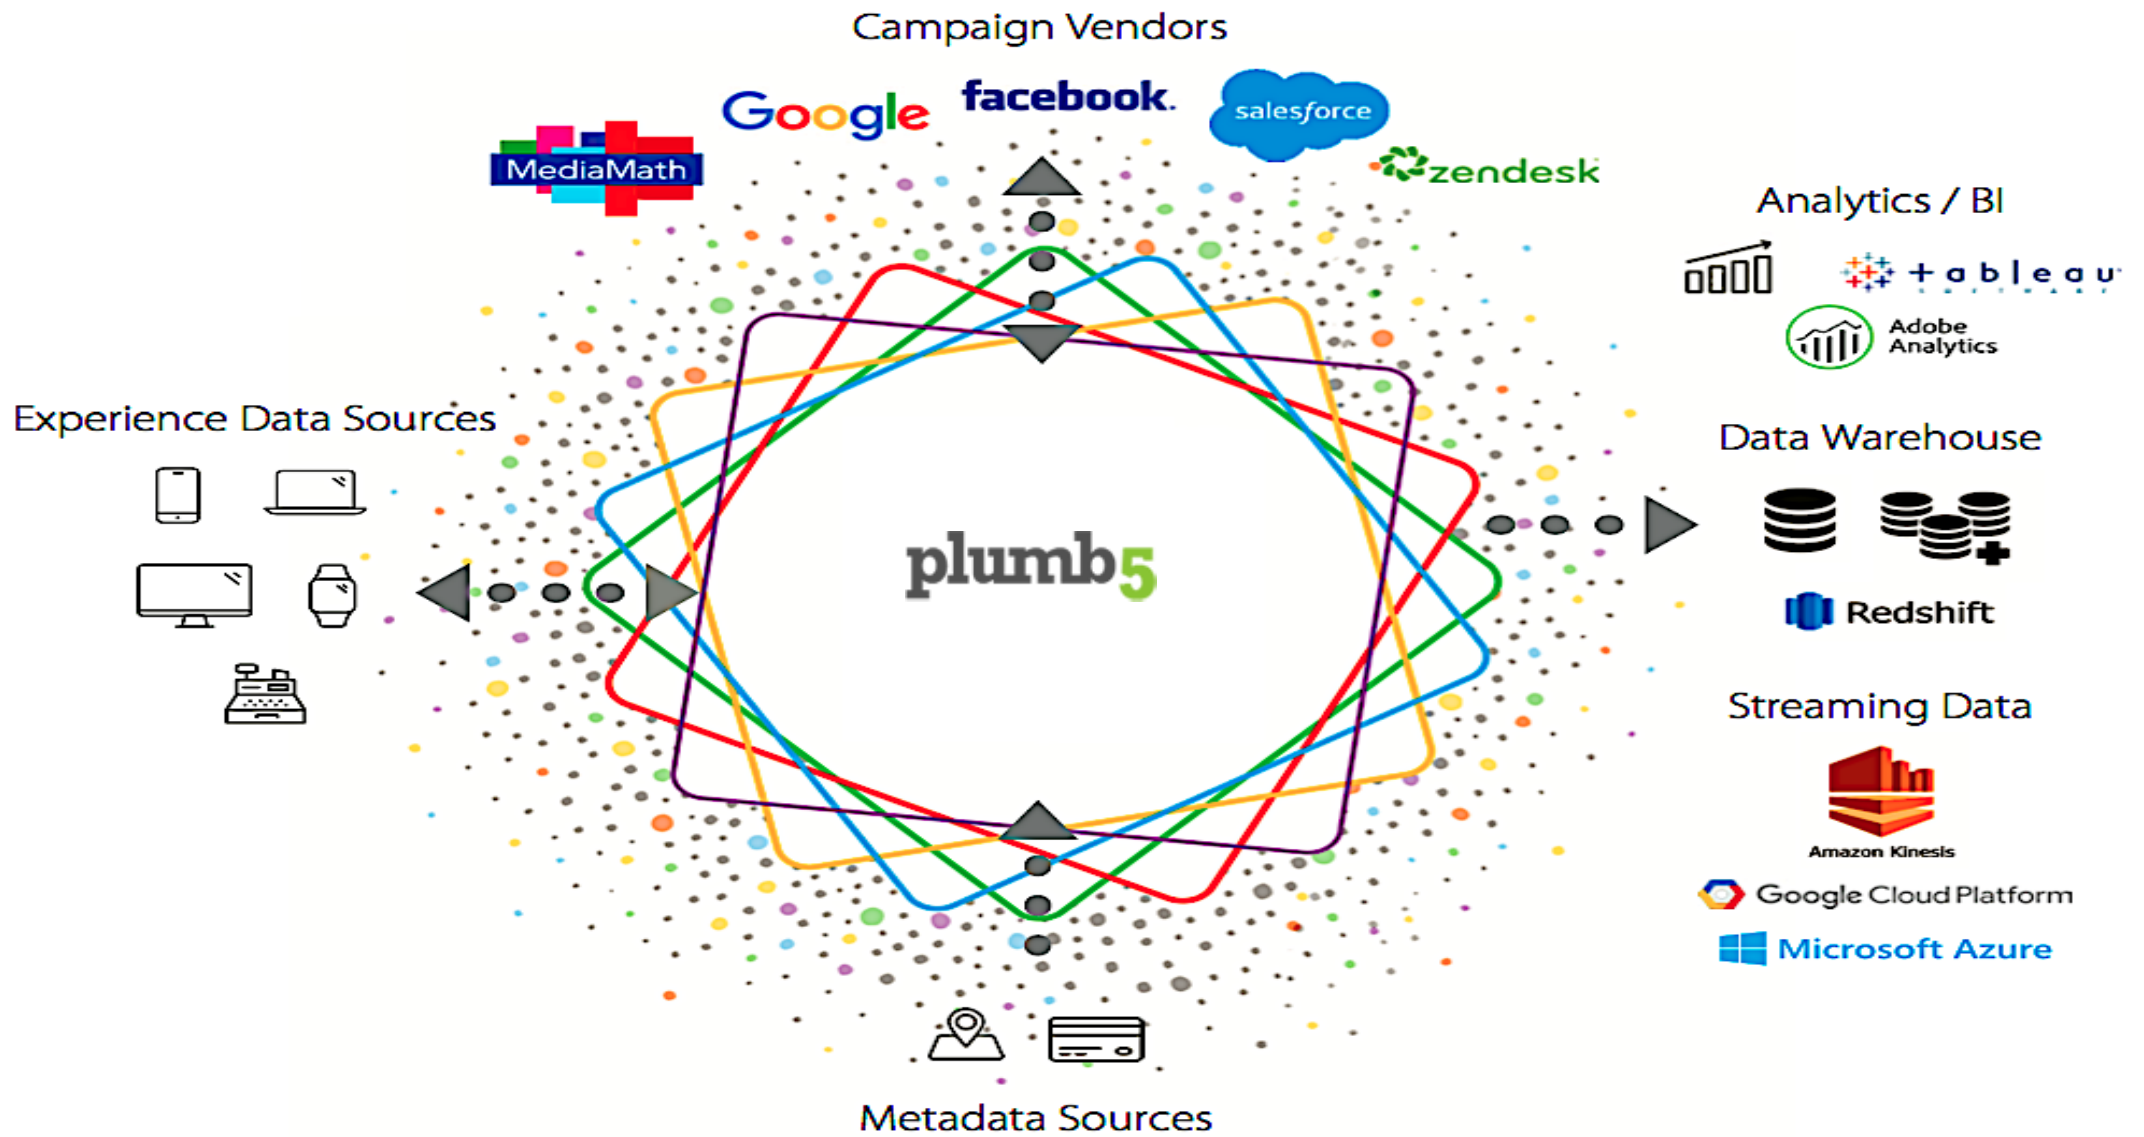 Campaign Vendors
MediaMath
Google
facebook.
salesforce
zendesk
Analytics / BI
+ableau
Adobe
Analytics
Experience Data Sources
Data Warehouse
plumb5
Redshift
Streaming Data
Amazon Kinesis
Google Cloud Platform
Microsoft Azure
Metadata Sources